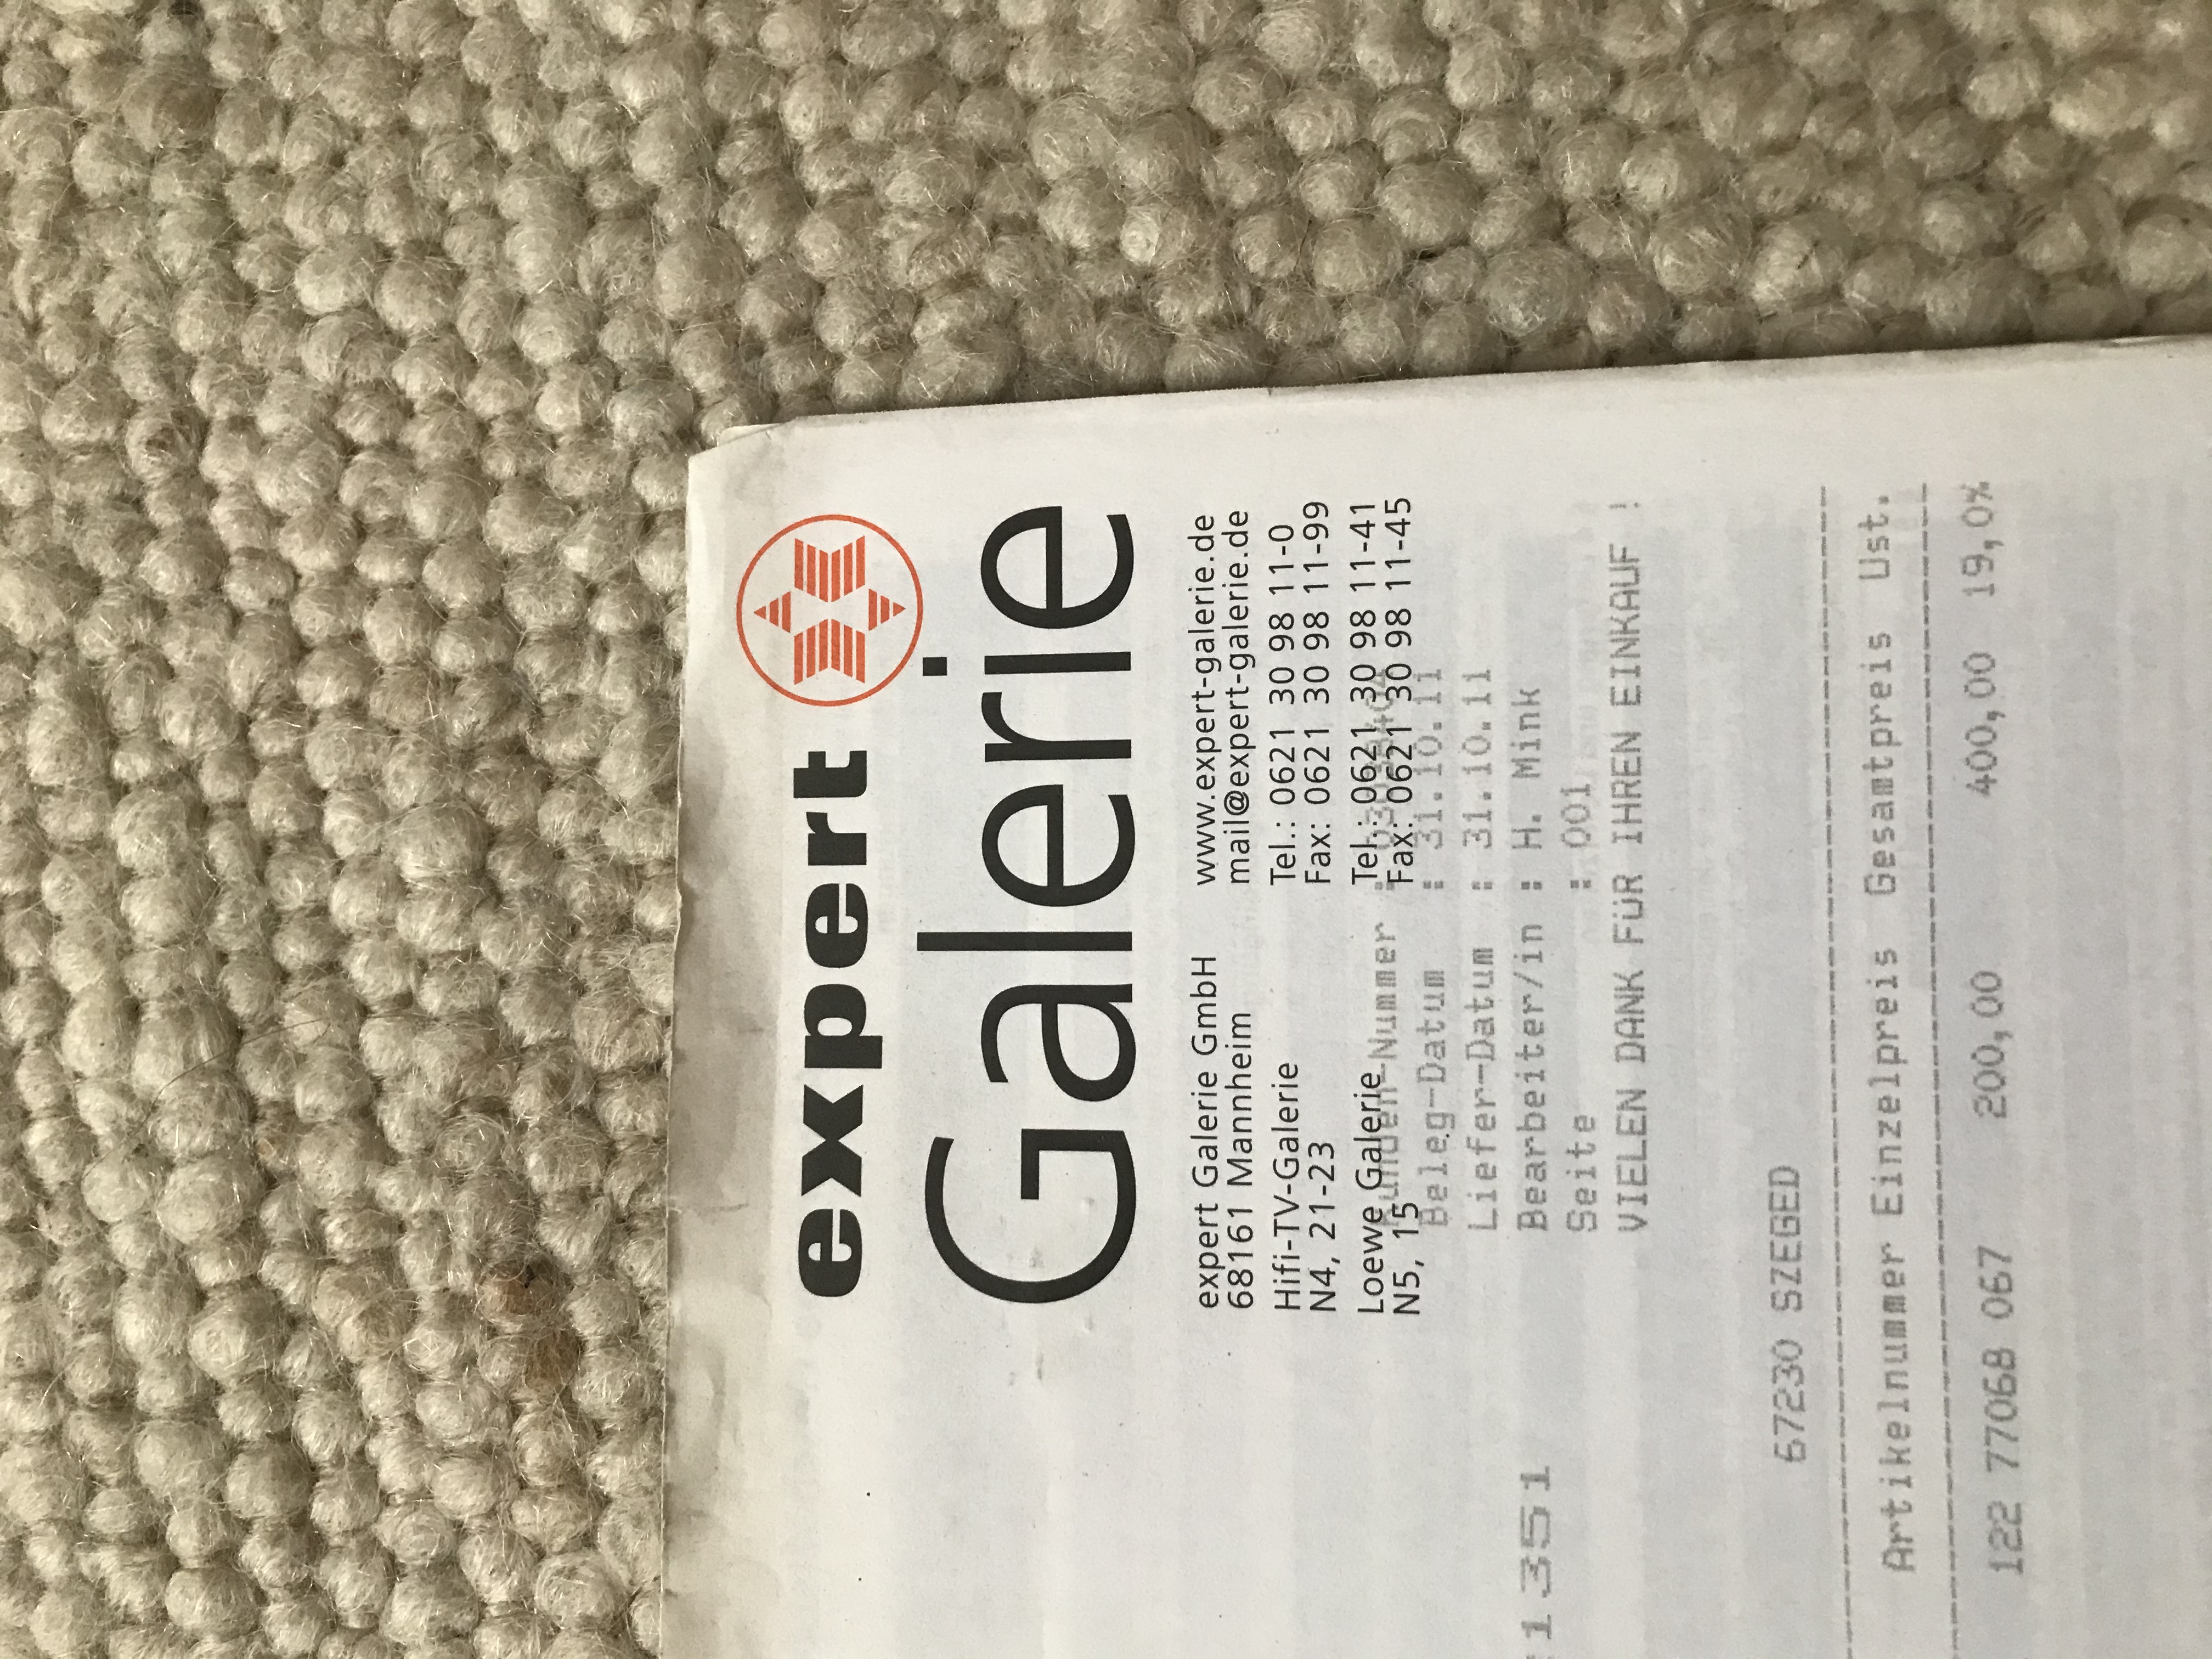 expert
Galerie
expert Galerie GmbH www.expert-galerie.de
68161 Mannheim mail@expert-galerie.de
Hifi-TV-Galerie Tel.: 0621 30 98 11-0
N4, 21-23 Fax: 0621 30 98 11-99
Loewe Galerie Tel.: 0621 30 98 11-41
N5, 15 Fax: 0621 30 98 11-45
Kunden-Nummer :
Beleg-Datum : 31.10.11
Liefer-Datum : 31.10.11
1351 Bearbeiter/in : H. Mink
Seite : 001
VIELEN DANK FÜR IHREN EINKAUF !
67230 SZEGED
Artikelnummer Einzelpreis Gesamtpreis Ust.
122 77068 067 200,00 400,00 19,0%